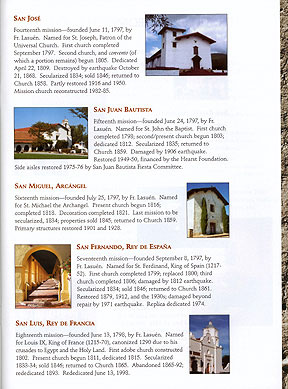 SAN JOSÉ
Fourteenth mission—founded June 11, 1797, by
Fr. Lasuén. Named for St. Joseph, Patron of the
Universal Church. First church completed
September 1797. Second church, and convento (of
which a portion remains) begun 1805. Dedicated
April 22, 1809. Destroyed by earthquake October
21, 1868. Secularized 1834; sold 1846; returned to
Church 1858. Partly restored 1916 and 1950.
Mission church reconstructed 1982-85.
SAN JUAN BAUTISTA
Fifteenth mission—founded June 24, 1797, by Fr.
Lasuén. Named for St. John the Baptist. First church
completed 1798; second/present church begun 1803;
dedicated 1812. Secularized 1835; returned to
Church 1859. Damaged by 1906 earthquake.
Restored 1949-50, financed by the Hearst Foundation.
Side aisles restored 1975-76 by San Juan Bautista Fiesta Committee.
SAN MIGUEL, ARCÁNGEL
Sixteenth mission—founded July 25, 1797, by Fr. Lasuén. Named
for St. Michael the Archangel. Present church begun 1816;
completed 1818. Decoration completed 1821. Last mission to be
secularized, 1834; properties sold 1845, returned to Church 1859.
Primary structures restored 1901 and 1928.
SAN FERNANDO, REY DE ESPAÑA
Seventeenth mission—founded September 8, 1797, by
Fr. Lasuén. Named for St. Ferdinand, King of Spain (1217-
52). First church completed 1799; replaced 1800; third
church completed 1806; damaged by 1812 earthquake.
Secularized 1834; sold 1846; returned to Church 1861.
Restored 1879, 1912, and the 1930s; damaged beyond
repair by 1971 earthquake. Replica dedicated 1974.
SAN LUIS, REY DE FRANCIA
Eighteenth mission—founded June 13, 1798, by Fr. Lasuén. Named
for Louis IX, King of France (1215-70), canonized 1290 due to his
crusades to Egypt and the Holy Land. First adobe church constructed
1802. Present church begun 1811, dedicated 1815. Secularized
1833-34; sold 1846; returned to Church 1865. Abandoned 1865-92;
rededicated 1893. Rededicated June 13, 1998.